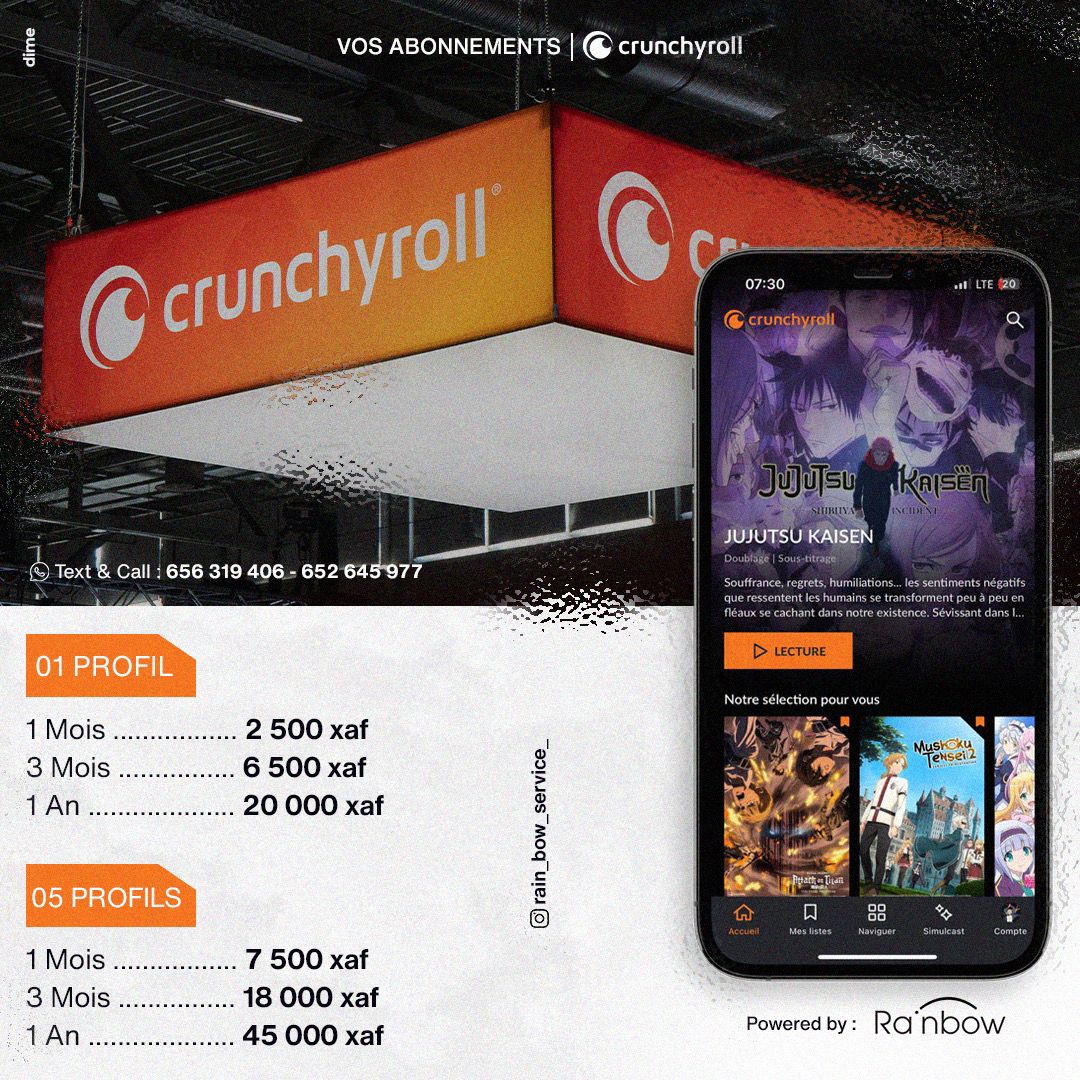 dime
VOS ABONNEMENTS | crunchyroll
crunchyroll®
cr
Text & Call : 656 319 406 - 652 645 977
01 PROFIL
1 Mois ................. 2 500 xaf
3 Mois ................ 6 500 xaf
1 An .................... 20 000 xaf
05 PROFILS
1 Mois ................. 7 500 xaf
3 Mois ................ 18 000 xaf
1 An .................... 45 000 xaf
rain_bow_service_
07:30 LTE 20
crunchyroll
JUJUTSU KAISEN
SHIBUYA INCIDENT
JUJUTSU KAISEN
Doublage | Sous-titrage
Souffrance, regrets, humiliations... les sentiments négatifs
que ressentent les humains se transforment peu à peu en
fléaux se cachant dans notre existence. Sévissant dans l...
LECTURE
Notre sélection pour vous
Attack on Titan
Mushoku
Tensei 2
Accueil Mes listes Naviguer Simulcast Compte
Powered by : Rainbow